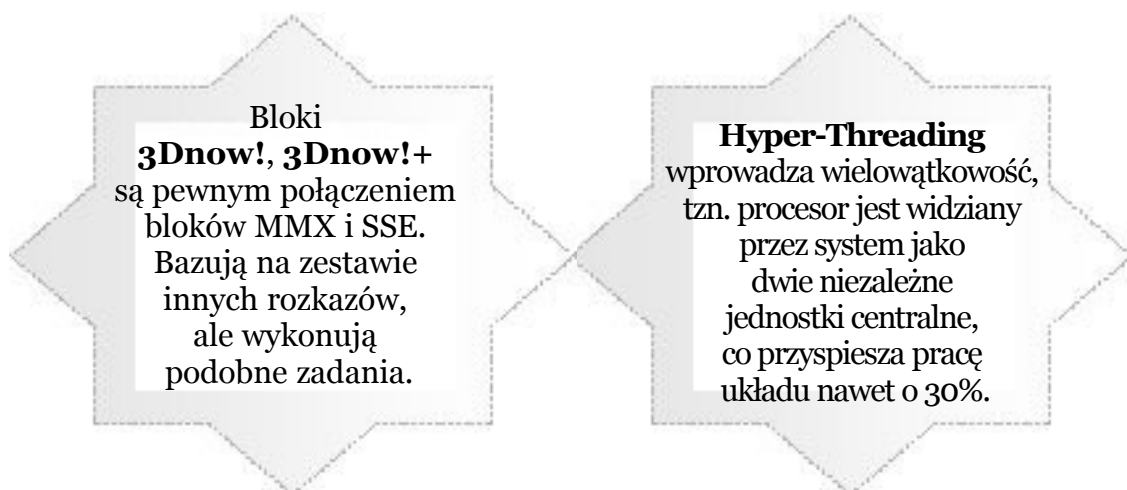 Bloki
3Dnow!, 3Dnow!+
są pewnym połączeniem
bloków MMX i SSE.
Bazują na zestawie
innych rozkazów,
ale wykonują
podobne zadania.
Hyper-Threading
wprowadza wielowątkowość,
tzn. procesor jest widziany
przez system jako
dwie niezależne
jednostki centralne,
co przyspiesza pracę
układu nawet o 30%.